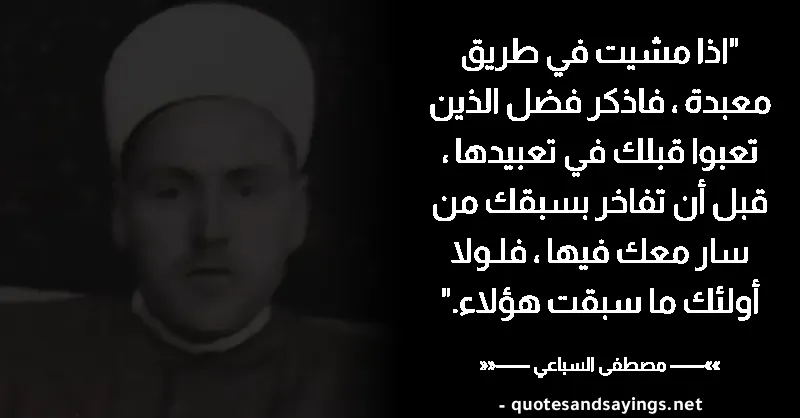 "اذا مشيت في طريق
معبدة ، فاذكر فضل الذين
تعبوا قبلك في تعبيدها ،
قبل أن تفاخر بسبقك من
سار معك فيها ، فلولا
أولئك ما سبقت هؤلاء."
»»—— مصطفى السباعي ——««
- quotesandsayings.net